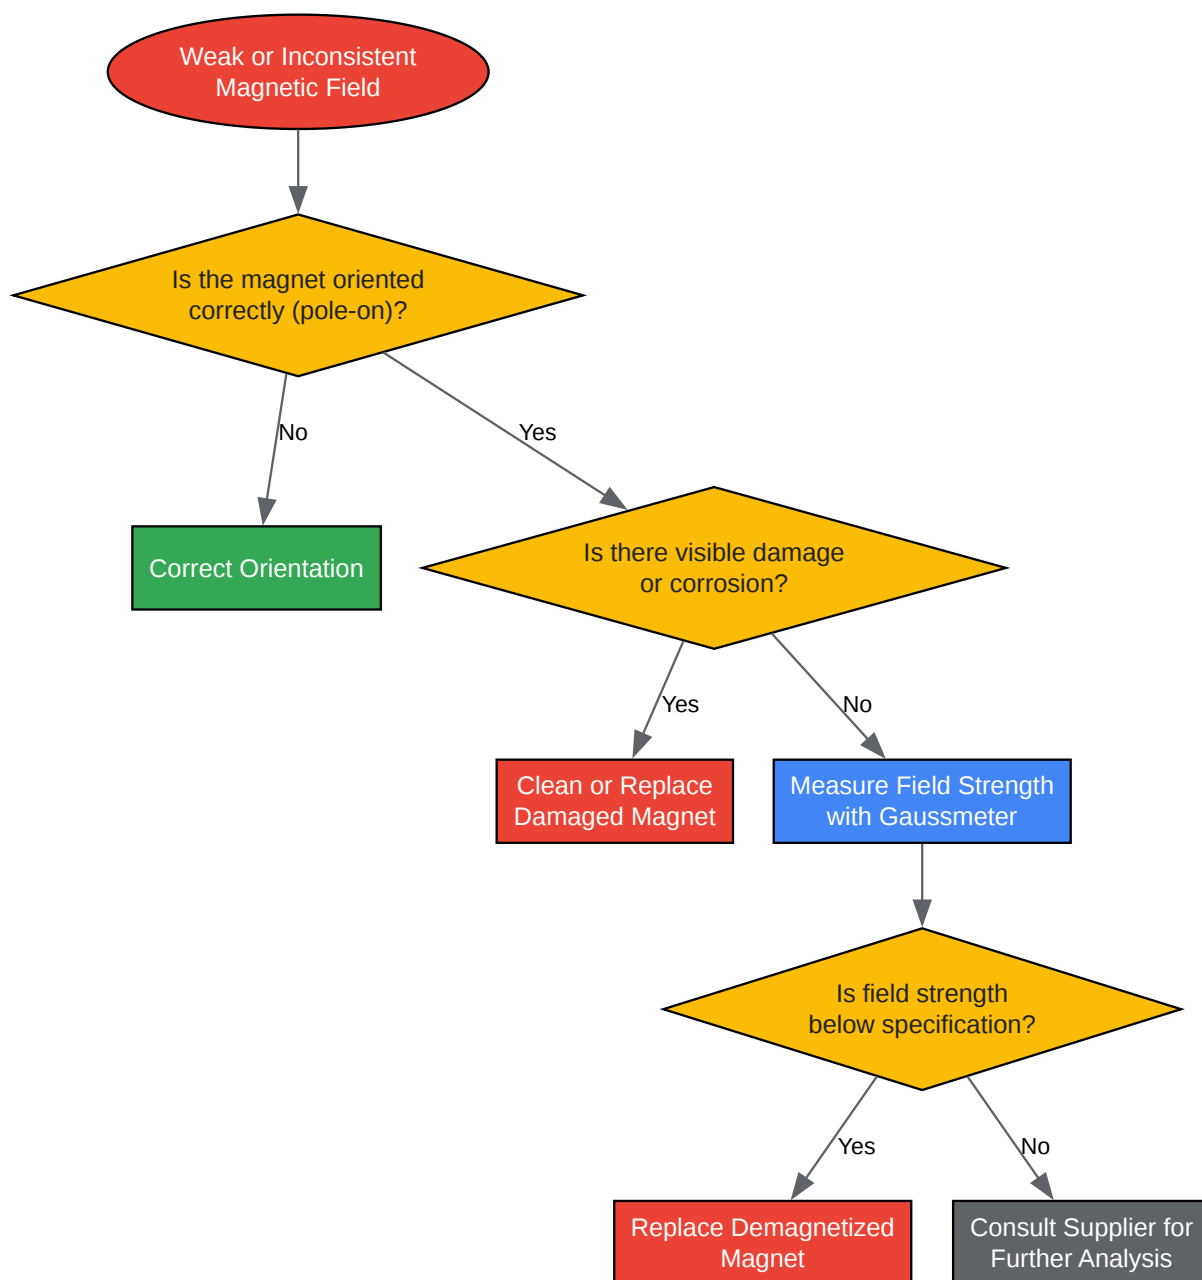 Weak or Inconsistent
Magnetic Field
Is the magnet oriented
correctly (pole-on)?
No
Yes
Correct Orientation
Is there visible damage
or corrosion?
Yes
No
Clean or Replace
Damaged Magnet
Measure Field Strength
with Gaussmeter
Is field strength
below specification?
Yes
No
Replace Demagnetized
Magnet
Consult Supplier for
Further Analysis